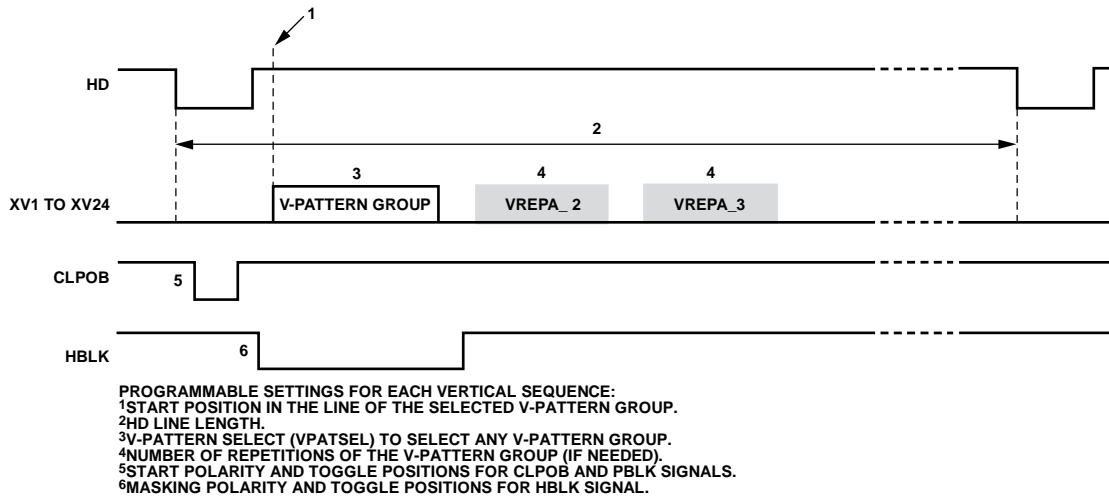 1
HD
2
3
4
4
XV1 TO XV24
V-PATTERN GROUP
VREPA_ 2
VREPA_3
CLPOB
5
HBLK
6
PROGRAMMABLE SETTINGS FOR EACH VERTICAL SEQUENCE:
1START POSITION IN THE LINE OF THE SELECTED V-PATTERN GROUP.
2HD LINE LENGTH.
3V-PATTERN SELECT (VPATSEL) TO SELECT ANY V-PATTERN GROUP.
4NUMBER OF REPETITIONS OF THE V-PATTERN GROUP (IF NEEDED).
5START POLARITY AND TOGGLE POSITIONS FOR CLPOB AND PBLK SIGNALS.
6MASKING POLARITY AND TOGGLE POSITIONS FOR HBLK SIGNAL.